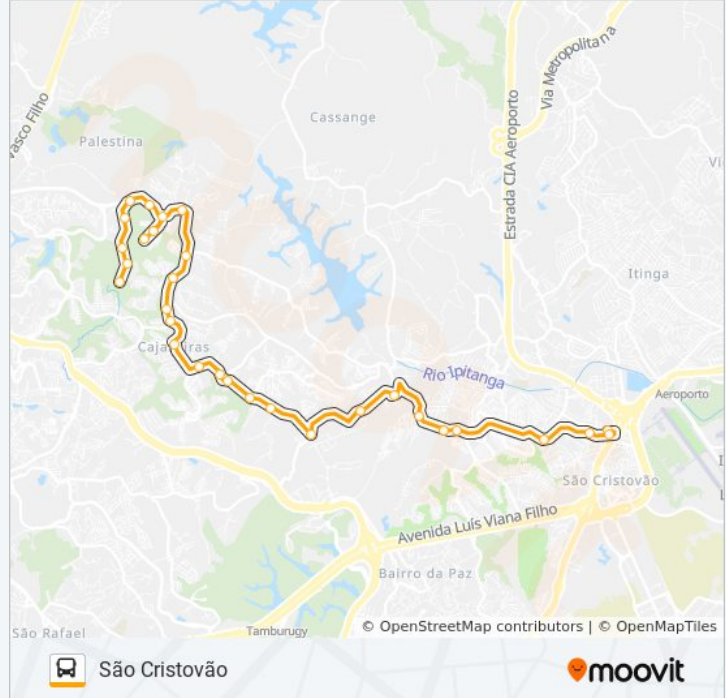 Via Metropolitana
Vasco Filho
Cassange
Palestina
Estrada CIA Aeroporto
Vi
Itinga
Cajazeiras
Rio Ipitanga
Aeroporto
I
São Cristovão
L
Avenida Luís Viana Filho
Bairro da Paz
São Rafael
Tamburugy
© OpenStreetMap contributors | © OpenMapTiles
São Cristovão
moovit